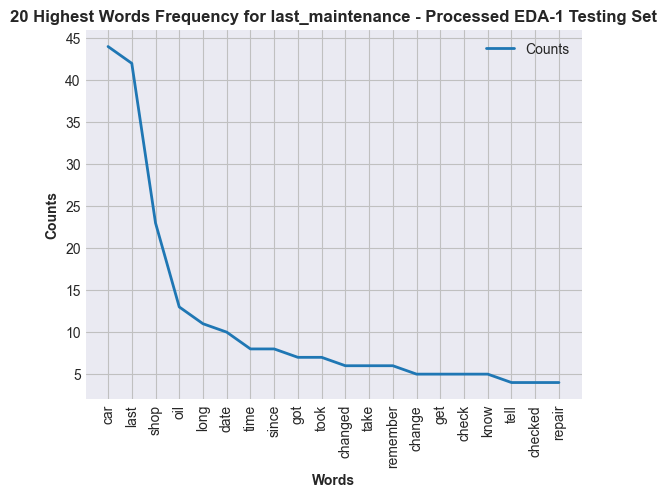 20 Highest Words Frequency for last_maintenance - Processed EDA-1 Testing Set
Counts
45
40
35
30
25
20
15
10
5
Counts
car
last
shop
oil
long
date
time
since
got
took
changed
take
remember
change
get
check
know
tell
checked
repair
Words